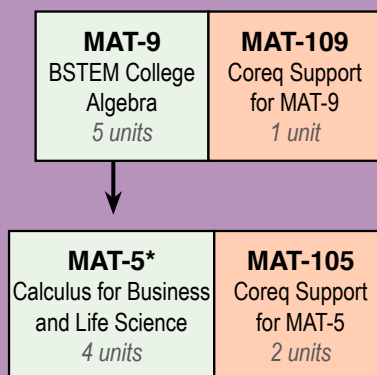 MAT-9
BSTEM College
Algebra
5 units
MAT-109
Coreq Support
for MAT-9
1 unit
MAT-5*
Calculus for Business
and Life Science
4 units
MAT-105
Coreq Support
for MAT-5
2 units